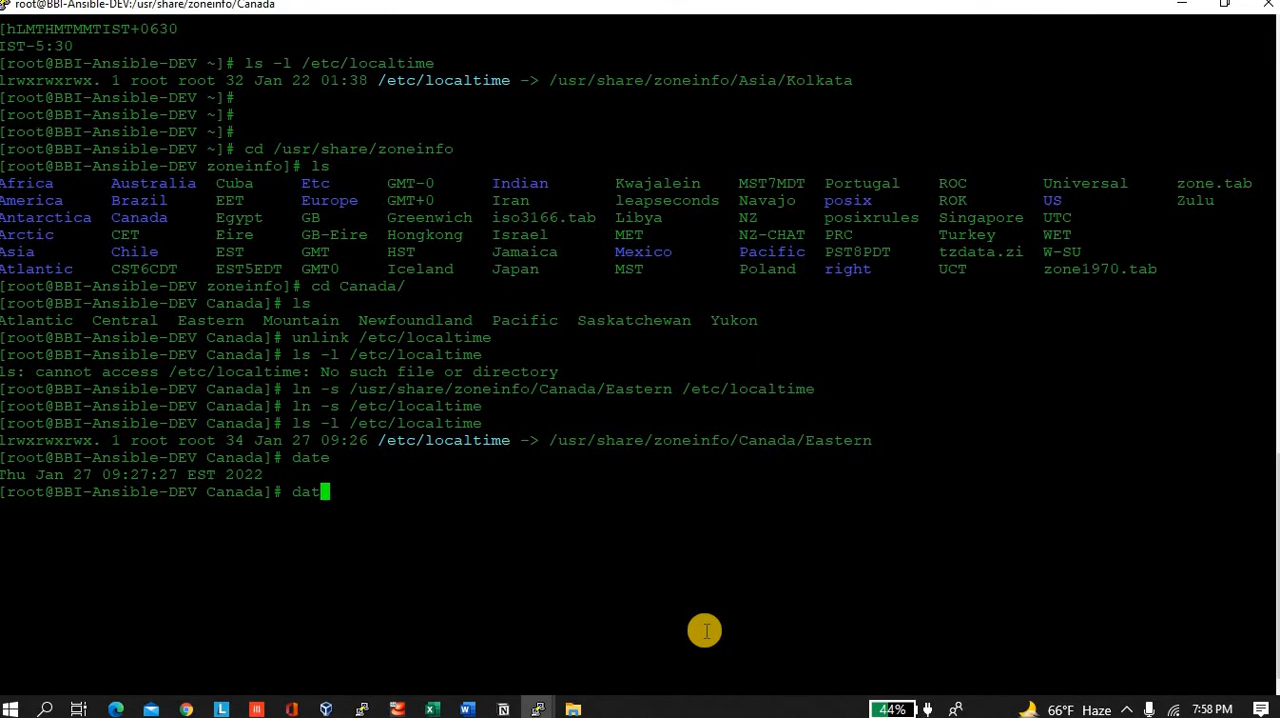 root@BBI-Ansible-DEV:/usr/share/zoneinfo/Canada
[hLMTHMTMMTIST+0630
IST-5:30
[root@BBI-Ansible-DEV ~]# ls -l /etc/localtime
lrwxrwxrwx. 1 root root 32 Jan 22 01:38 /etc/localtime -> /usr/share/zoneinfo/Asia/Kolkata
[root@BBI-Ansible-DEV ~]#
[root@BBI-Ansible-DEV ~]#
[root@BBI-Ansible-DEV ~]#
[root@BBI-Ansible-DEV ~]# cd /usr/share/zoneinfo
[root@BBI-Ansible-DEV zoneinfo]# ls
Africa Australia Cuba Etc GMT-0 Indian Kwajalein MST7MDT Portugal ROC Universal zone.tab
America Brazil EET Europe GMT+0 Iran leapseconds Navajo posix ROK US Zulu
Antarctica Canada Egypt GB Greenwich iso3166.tab Libya NZ posixrules Singapore UTC
Arctic CET Eire GB-Eire Hongkong Israel MET NZ-CHAT PRC Turkey WET
Asia Chile EST GMT HST Jamaica Mexico Pacific PST8PDT tzdata.zi W-SU
Atlantic CST6CDT EST5EDT GMT0 Iceland Japan MST Poland right UCT zone1970.tab
[root@BBI-Ansible-DEV zoneinfo]# cd Canada/
[root@BBI-Ansible-DEV Canada]# ls
Atlantic Central Eastern Mountain Newfoundland Pacific Saskatchewan Yukon
[root@BBI-Ansible-DEV Canada]# unlink /etc/localtime
[root@BBI-Ansible-DEV Canada]# ls -l /etc/localtime
ls: cannot access /etc/localtime: No such file or directory
[root@BBI-Ansible-DEV Canada]# ln -s /usr/share/zoneinfo/Canada/Eastern /etc/localtime
[root@BBI-Ansible-DEV Canada]# ln -s /etc/localtime
[root@BBI-Ansible-DEV Canada]# ls -l /etc/localtime
lrwxrwxrwx. 1 root root 34 Jan 27 09:26 /etc/localtime -> /usr/share/zoneinfo/Canada/Eastern
[root@BBI-Ansible-DEV Canada]# date
Thu Jan 27 09:27:27 EST 2022
[root@BBI-Ansible-DEV Canada]# dat
44% 66°F Haze 7:58 PM